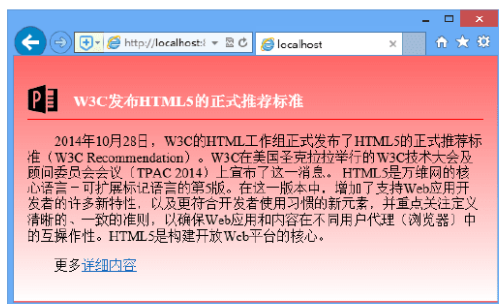 http://localhost:
localhost
W3C发布HTML5的正式推荐标准
2014年10月28日，W3C的HTML工作组正式发布了HTML5的正式推荐标
准（W3C Recommendation）。W3C在美国圣克拉拉举行的W3C技术大会及
顾问委员会会议（TPAC 2014）上宣布了这一消息。HTML5是万维网的核
心语言－可扩展标记语言的第5版。在这一版本中，增加了支持Web应用开
发者的许多新特性，以及更符合开发者使用习惯的新元素，并重点关注定义
清晰的、一致的准则，以确保Web应用和内容在不同用户代理（浏览器）中
的互操作性。HTML5是构建开放Web平台的核心。
更多详细内容